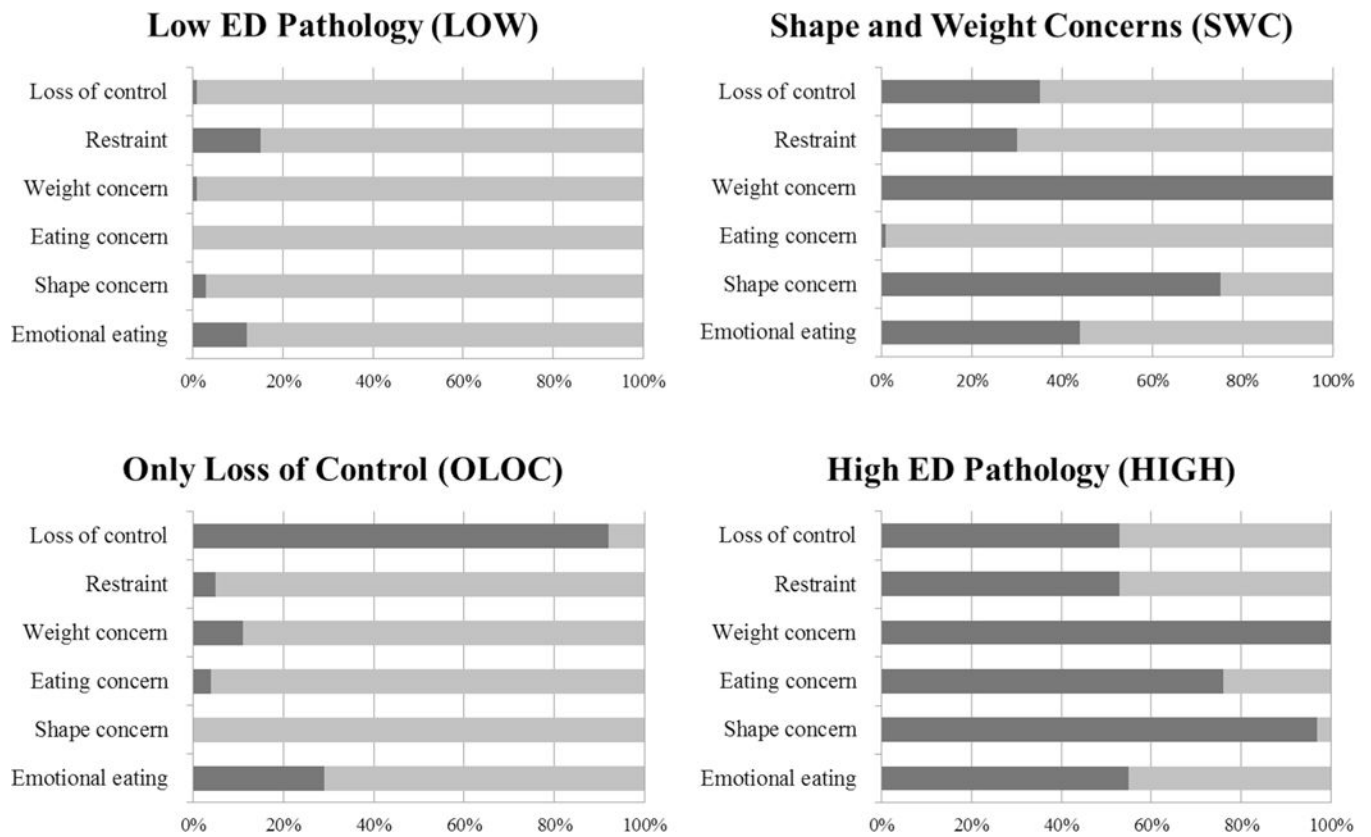 Low ED Pathology (LOW)
Loss of control
Restraint
Weight concern
Eating concern
Shape concern
Emotional eating
0% 20% 40% 60% 80% 100%
Shape and Weight Concerns (SWC)
Loss of control
Restraint
Weight concern
Eating concern
Shape concern
Emotional eating
0% 20% 40% 60% 80% 100%
Only Loss of Control (OLOC)
Loss of control
Restraint
Weight concern
Eating concern
Shape concern
Emotional eating
0% 20% 40% 60% 80% 100%
High ED Pathology (HIGH)
Loss of control
Restraint
Weight concern
Eating concern
Shape concern
Emotional eating
0% 20% 40% 60% 80% 100%